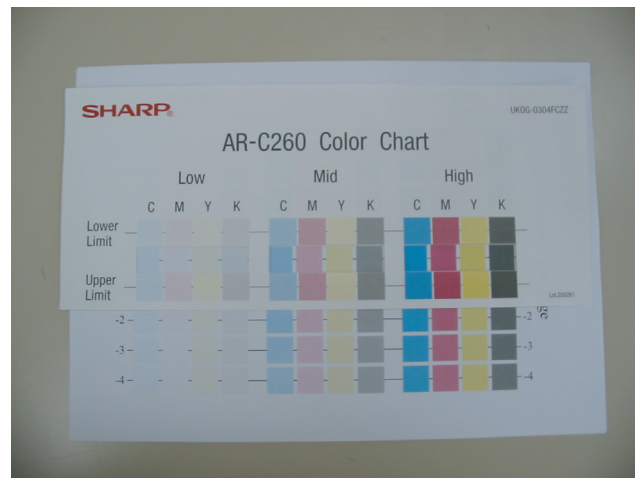 SHARP®
UKOG-0304FCZZ
AR-C260 Color Chart
Low Mid High
C M Y K C M Y K C M Y K
Lower
Limit
Upper
Limit
-2 -2
-3 -3
-4 -4